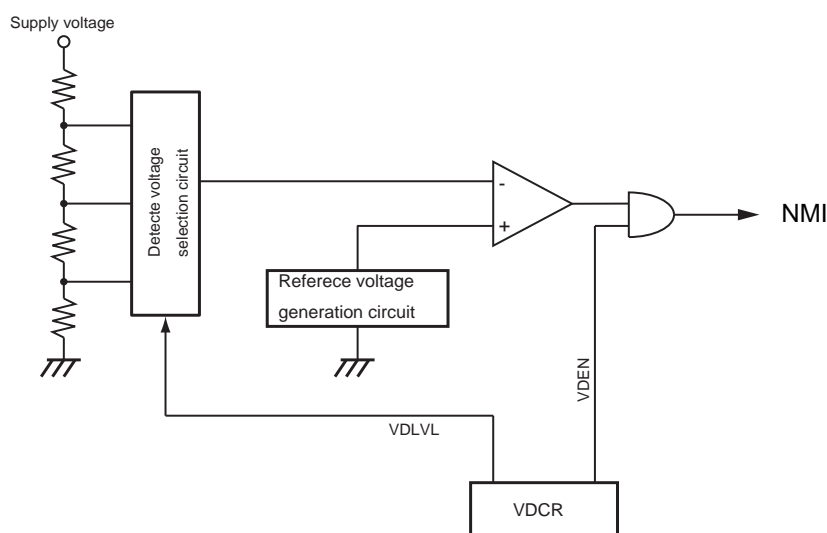 Supply voltage
Detecte voltage
selection circuit
-
+
NMI
Referece voltage
generation circuit
VDEN
VDLVL
VDCR